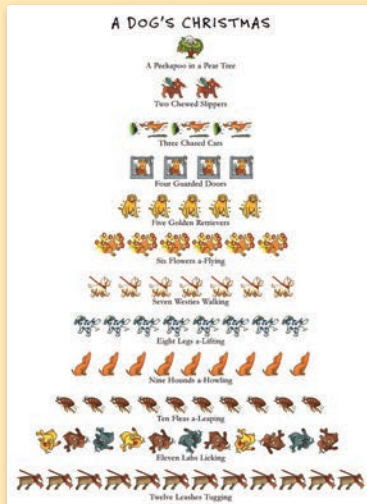 A DOG'S CHRISTMAS
A Peekapoo in a Pear Tree
Two Chewed Slippers
Three Chased Cars
Four Guarded Doors
Five Golden Retrievers
Six Flowers a-Flying
Seven Westies Walking
Eight Legs a-Lifting
Nine Hounds a-Howling
Ten Fleas a-Leaping
Eleven Labs Licking
Twelve Leashes Tugging